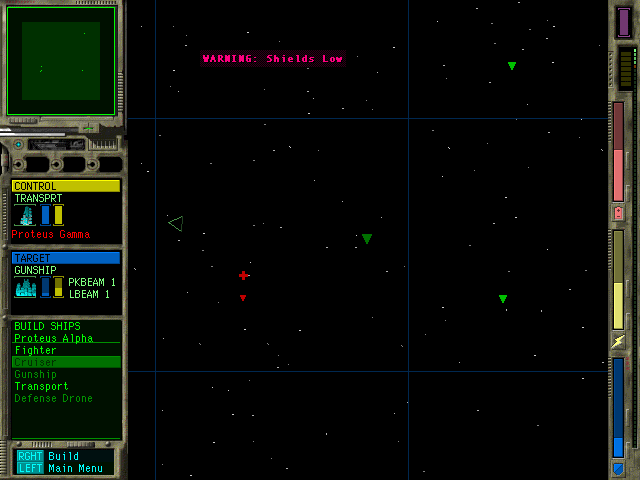 WARNING: Shields Low
CONTROL
TRANSPRT
Proteus Gamma
TARGET
GUNSHIP
PKBEAM 1
LBEAM 1
BUILD SHIPS
Proteus Alpha
Fighter
Cruiser
Gunship
Transport
Defense Drone
RGHT Build
LEFT Main Menu